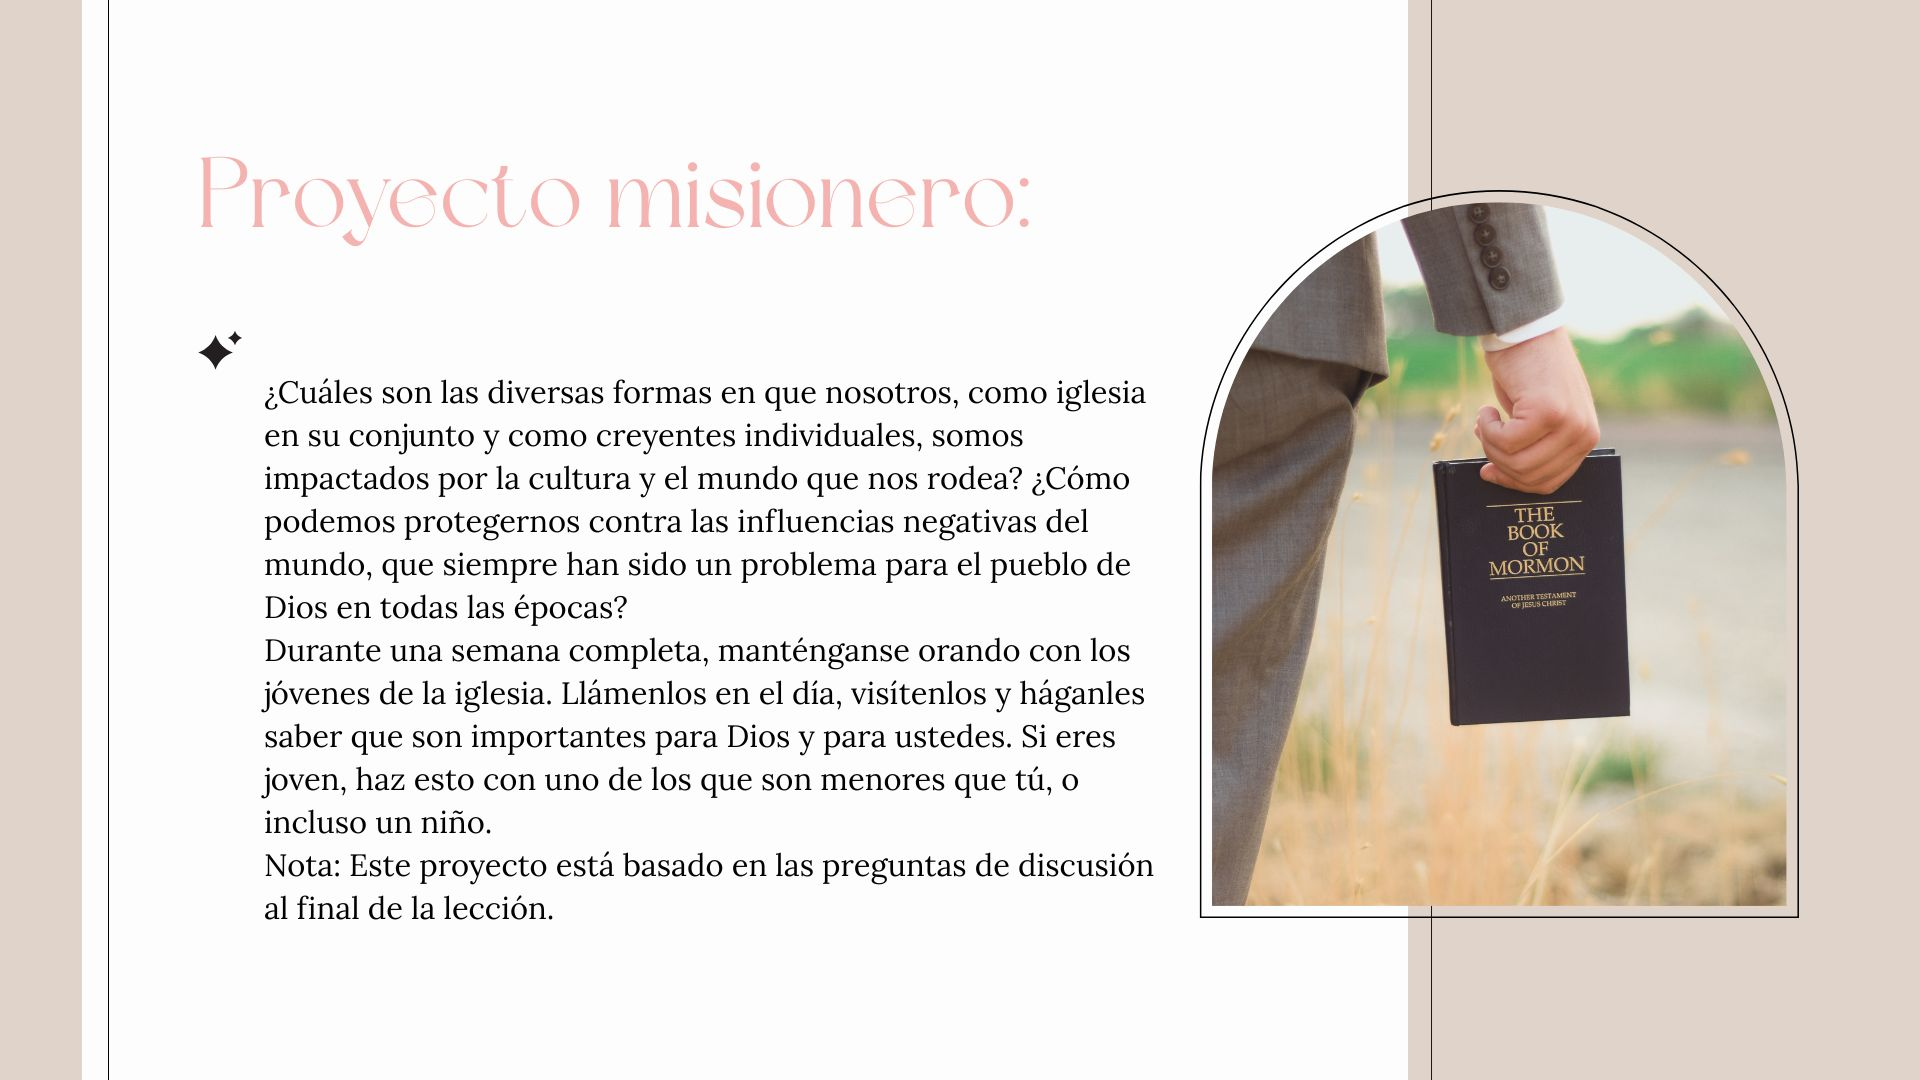 Proyecto misionero:
¿Cuáles son las diversas formas en que nosotros, como iglesia
en su conjunto y como creyentes individuales, somos
impactados por la cultura y el mundo que nos rodea? ¿Cómo
podemos protegernos contra las influencias negativas del
mundo, que siempre han sido un problema para el pueblo de
Dios en todas las épocas?
Durante una semana completa, manténganse orando con los
jóvenes de la iglesia. Llámenlos en el día, visítenlos y háganles
saber que son importantes para Dios y para ustedes. Si eres
joven, haz esto con uno de los que son menores que tú, o
incluso un niño.
Nota: Este proyecto está basado en las preguntas de discusión
al final de la lección.
THE
BOOK
OF
MORMON
ANOTHER TESTAMENT
OF JESUS CHRIST